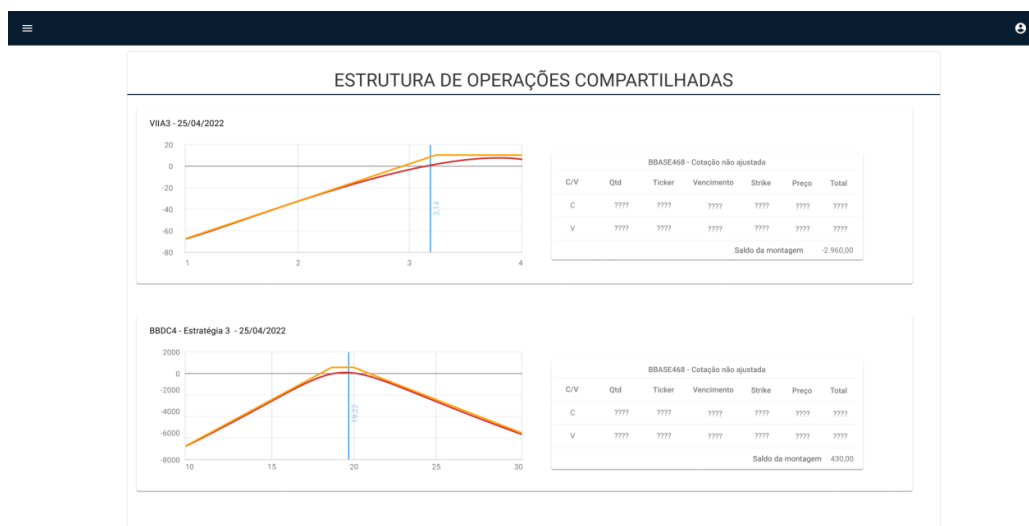 ESTRUTURA DE OPERAÇÕES COMPARTILHADAS
VIIA3 - 25/04/2022
20
0
-20
-40
-60
-80
1 2 3 4
3,14
BBASE468 - Cotação não ajustada
C/V Qtd Ticker Vencimento Strike Preço Total
C ???? ???? ???? ???? ???? ????
V ???? ???? ???? ???? ???? ????
Saldo da montagem -2.960,00
BBDC4 - Estratégia 3 - 25/04/2022
2000
0
-2000
-4000
-6000
-8000
10 15 20 25 30
19,22
BBASE468 - Cotação não ajustada
C/V Qtd Ticker Vencimento Strike Preço Total
C ???? ???? ???? ???? ???? ????
V ???? ???? ???? ???? ???? ????
Saldo da montagem 430,00